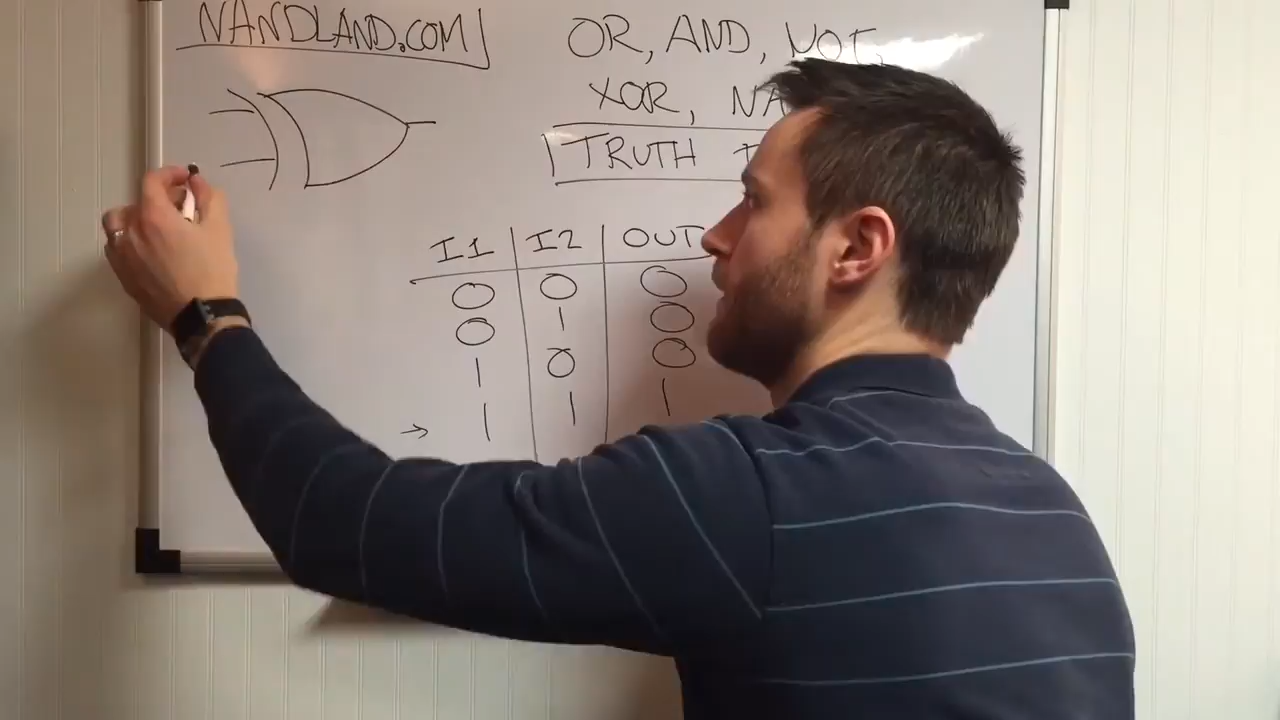 NANDLAND.COM
OR, AND, NOT,
XOR, NA
TRUTH
I1 I2 OUT
0 0 0
0 1 0
1 0 0
→ 1 1 1